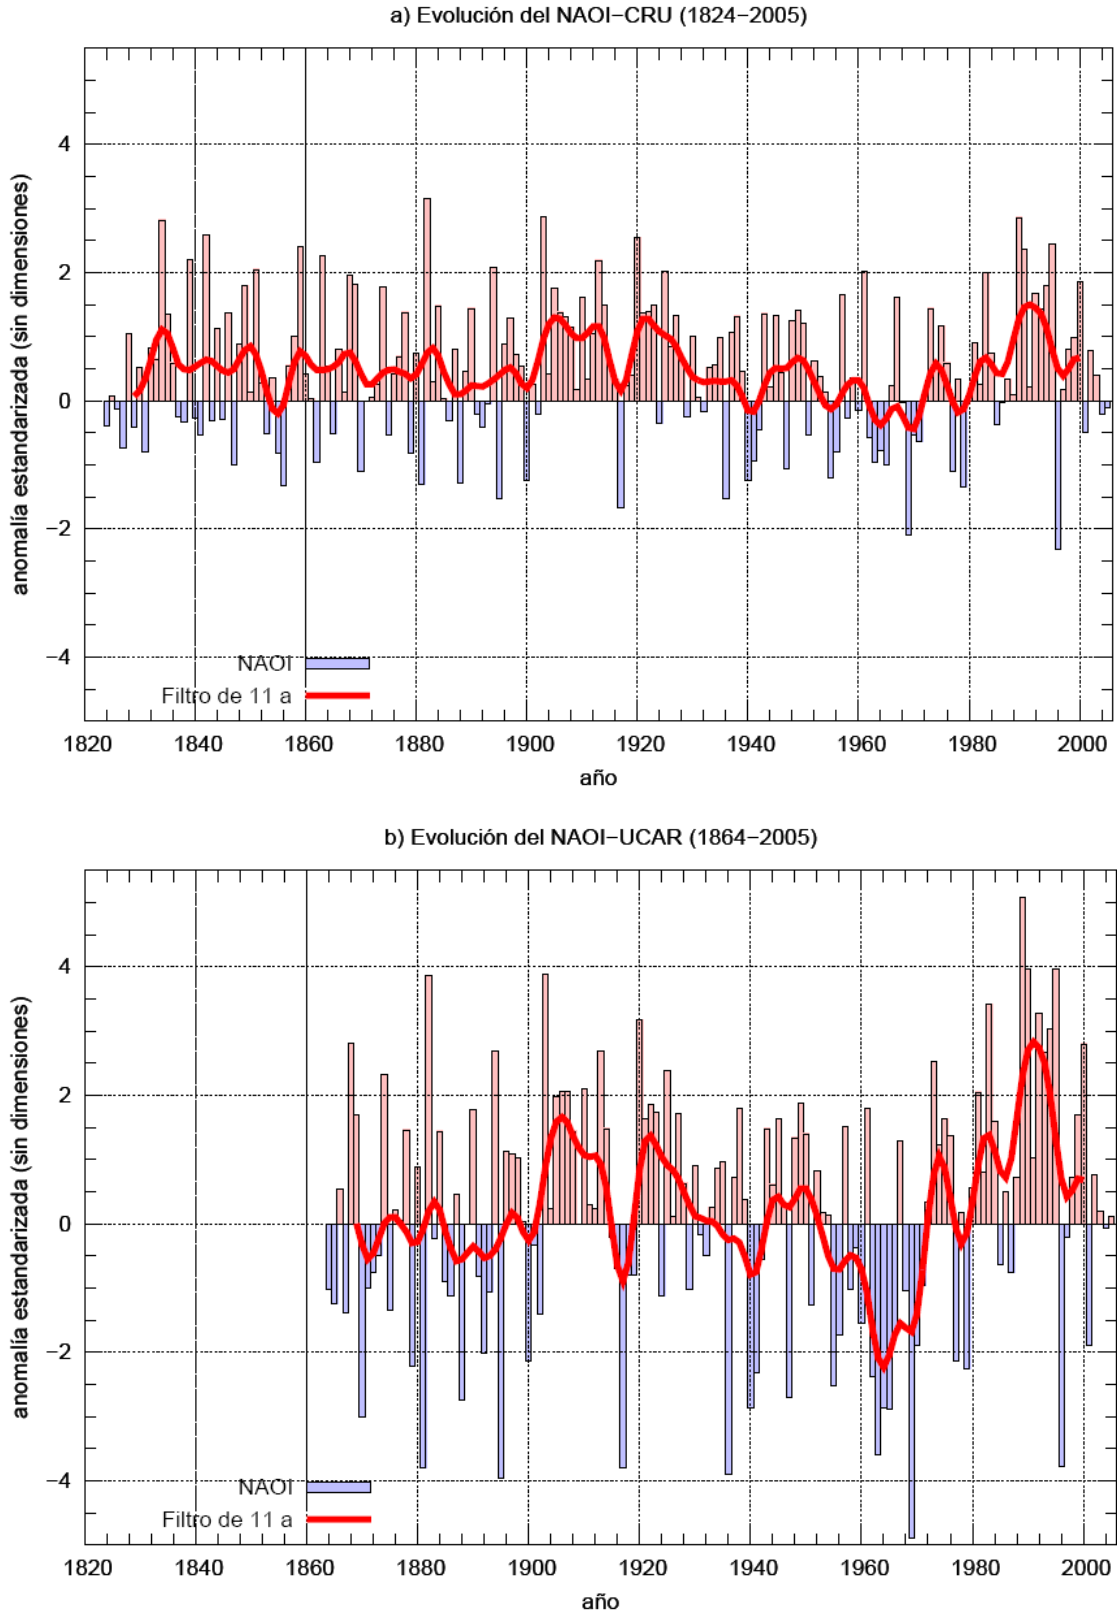 a) Evolución del NAOI−CRU (1824−2005)
anomalía estandarizada (sin dimensiones)
4
2
0
−2
−4
NAOI
Filtro de 11 a
1820 1840 1860 1880 1900 1920 1940 1960 1980 2000
año
b) Evolución del NAOI−UCAR (1864−2005)
anomalía estandarizada (sin dimensiones)
4
2
0
−2
−4
NAOI
Filtro de 11 a
1820 1840 1860 1880 1900 1920 1940 1960 1980 2000
año